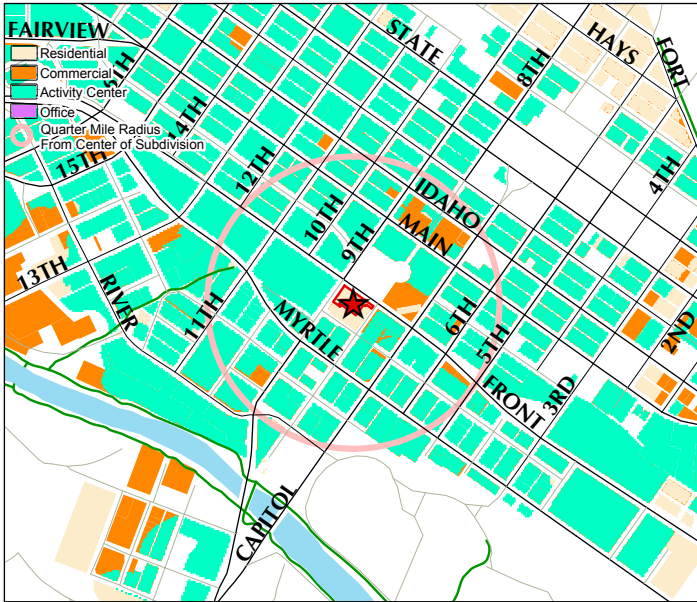 FAIRVIEW
Residential
Commercial
Activity Center
Office
Quarter Mile Radius
From Center of Subdivision
STATE
HAYS
FORT
8TH
16TH
14TH
15TH
12TH
4TH
IDAHO
10TH
MAIN
9TH
13TH
RIVER
11TH
MYRTLE
6TH
5TH
2ND
FRONT
3RD
CAPITOL